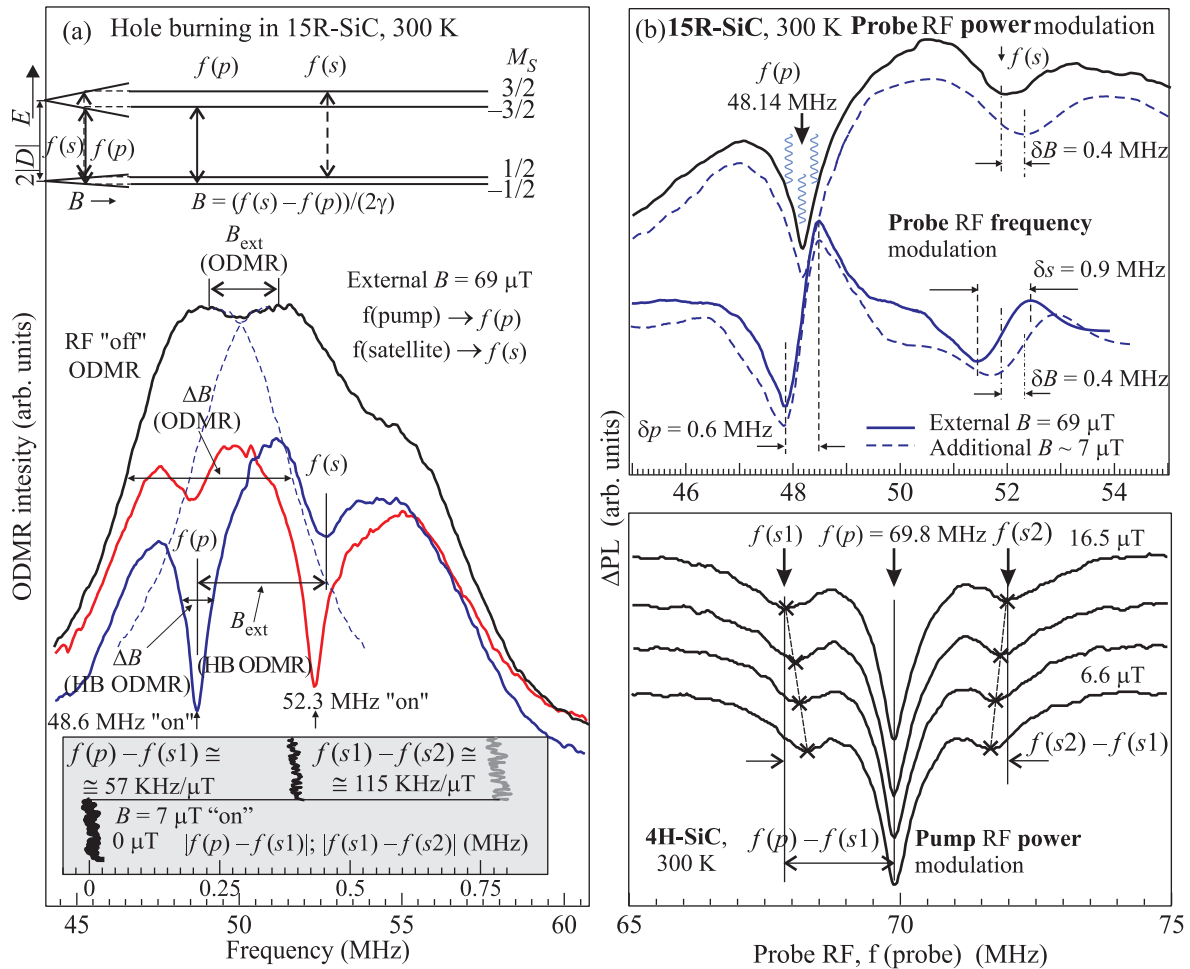 (a) Hole burning in 15R-SiC, 300 K
f(p) f(s) M_S
3/2
–3/2
2|D| E
f(s) f(p)
1/2
–1/2
B → B = (f(s) – f(p))/(2γ)
B_ext
(ODMR)
External B = 69 μT
f(pump) → f(p)
f(satellite) → f(s)
RF "off"
ODMR
ΔB
(ODMR)
f(s)
f(p)
B_ext
ΔB
(HB ODMR)
(HB ODMR)
52.3 MHz "on"
48.6 MHz "on"
ODMR intesity (arb. units)
f(p) – f(s1) ≅
≅ 57 KHz/μT
f(s1) – f(s2) ≅
≅ 115 KHz/μT
B = 7 μT “on”
0 μT |f(p) – f(s1)|; |f(s1) – f(s2)| (MHz)
0 0.25 0.5 0.75
45 50 55 60
Frequency (MHz)
(b) 15R-SiC, 300 K Probe RF power modulation
f(p)
48.14 MHz
f(s)
δB = 0.4 MHz
Probe RF frequency
modulation
δs = 0.9 MHz
δB = 0.4 MHz
δp = 0.6 MHz
External B = 69 μT
Additional B ~ 7 μT
46 48 50 52 54
ΔPL (arb. units)
f(s1) f(p) = 69.8 MHz f(s2)
16.5 μT
6.6 μT
f(s2) – f(s1)
4H-SiC,
300 K
f(p) – f(s1)
Pump RF power
modulation
65 70 75
Probe RF, f (probe) (MHz)